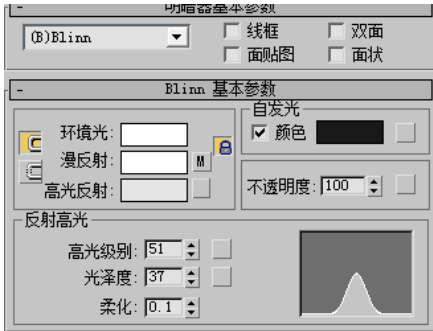 - 明暗器基本参数
(B)Blinn 线框 双面
面贴图 面状
- Blinn 基本参数
自发光
环境光: 颜色
漫反射: M
高光反射: 不透明度: 100
反射高光
高光级别: 51
光泽度: 37
柔化: 0.1